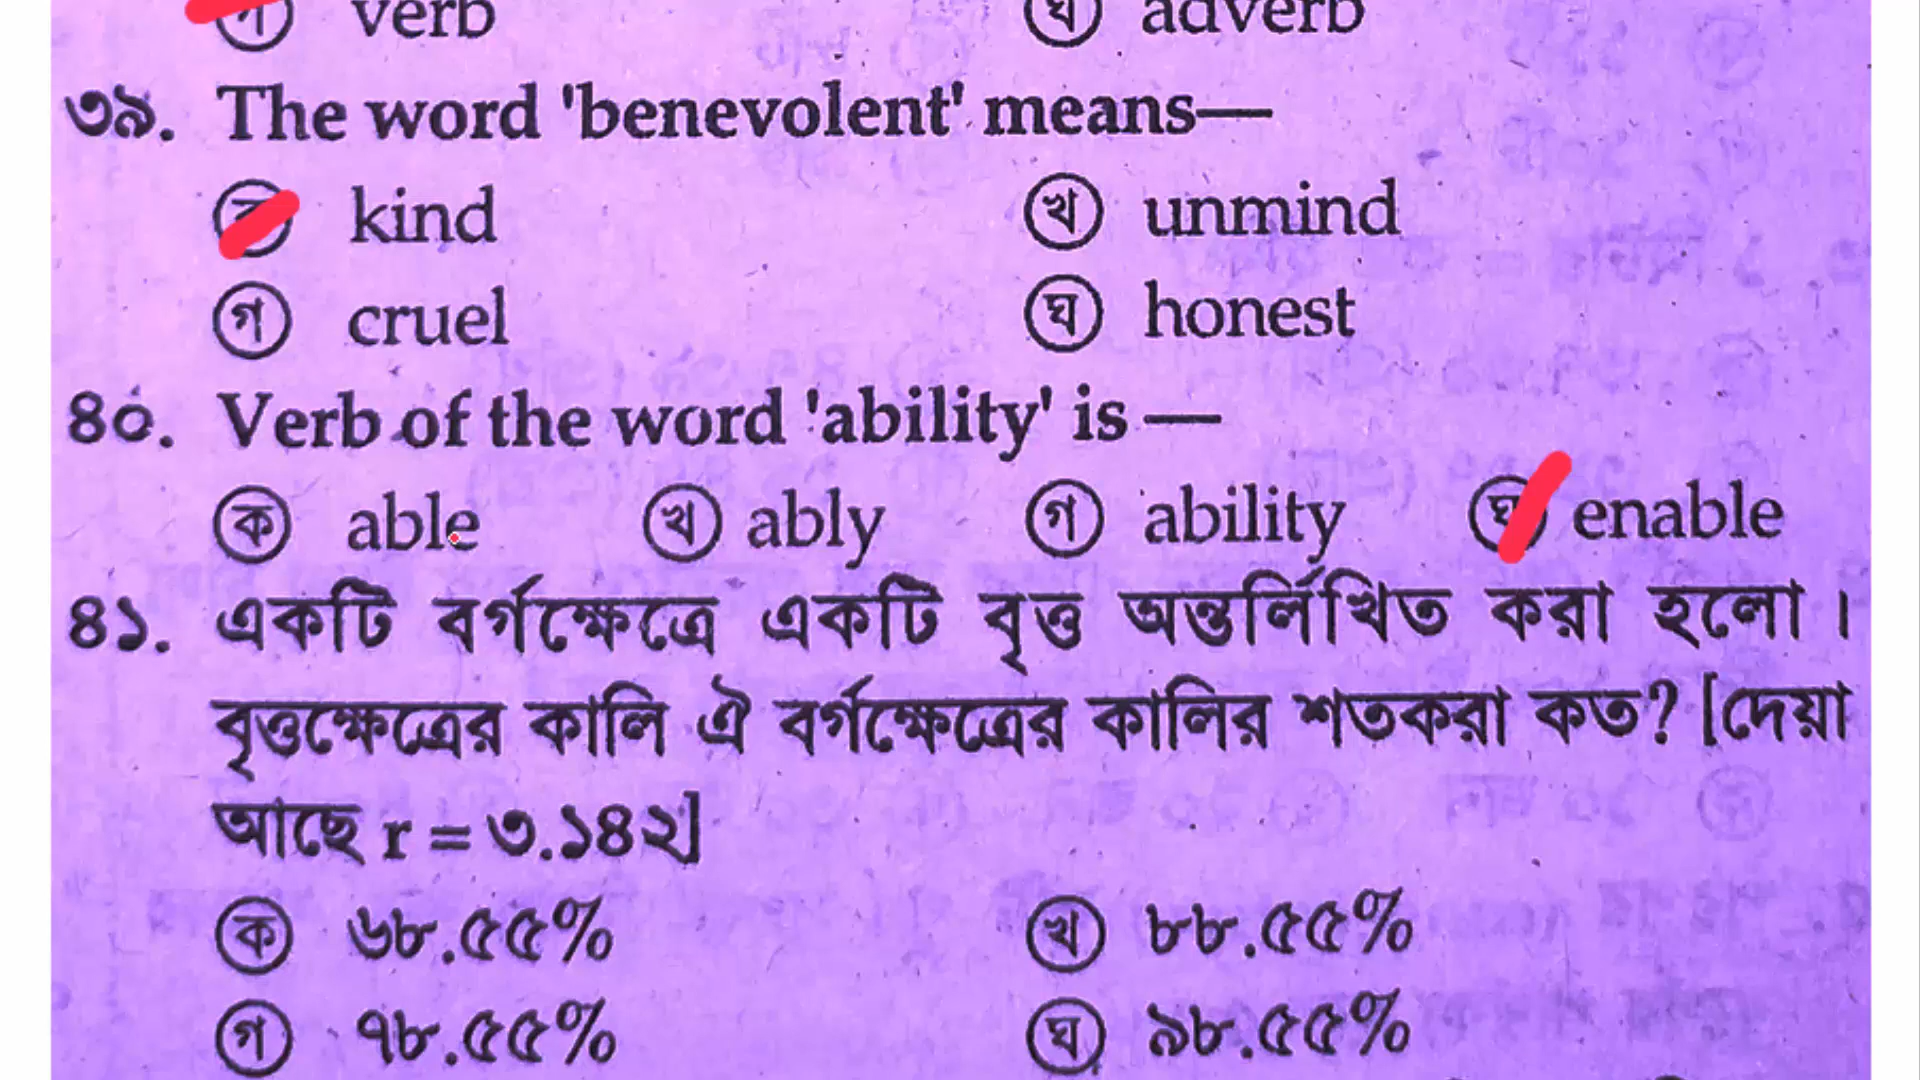 গ verb ঘ adverb
৩৯. The word 'benevolent' means—
kind খ unmind
গ cruel ঘ honest
৪০. Verb of the word 'ability' is —
ক able খ ably গ ability ঘ enable
৪১. একটি বর্গক্ষেত্রে একটি বৃত্ত অন্তর্লিখিত করা হলো।
বৃত্তক্ষেত্রের কালি ঐ বর্গক্ষেত্রের কালির শতকরা কত? [দেয়া
আছে r = ৩.১৪২]
ক ৬৮.৫৫% খ ৮৮.৫৫%
গ ৭৮.৫৫% ঘ ৯৮.৫৫%